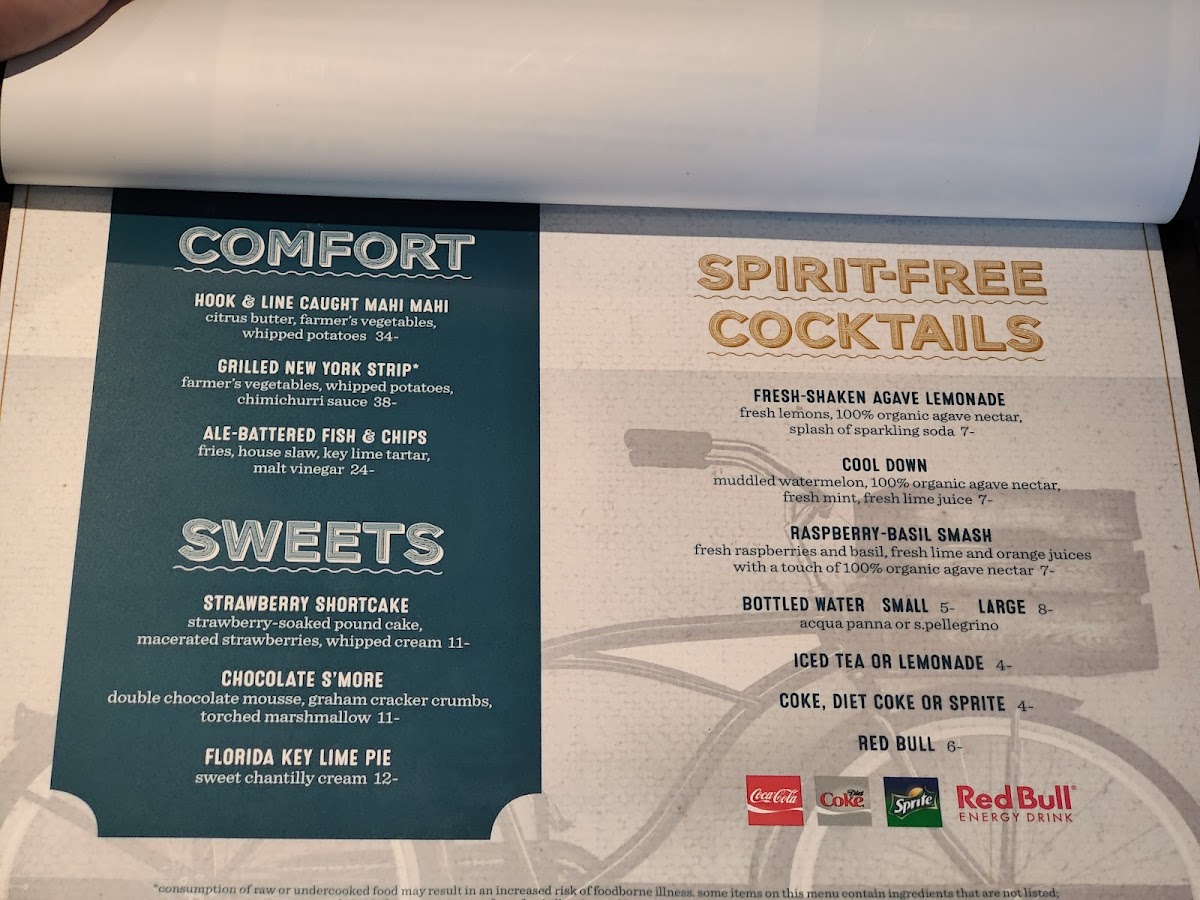 COMFORT
HOOK & LINE CAUGHT MAHI MAHI
citrus butter, farmer's vegetables,
whipped potatoes 34-
GRILLED NEW YORK STRIP*
farmer's vegetables, whipped potatoes,
chimichurri sauce 38-
ALE-BATTERED FISH & CHIPS
fries, house slaw, key lime tartar,
malt vinegar 24-
SWEETS
STRAWBERRY SHORTCAKE
strawberry-soaked pound cake,
macerated strawberries, whipped cream 11-
CHOCOLATE S'MORE
double chocolate mousse, graham cracker crumbs,
torched marshmallow 11-
FLORIDA KEY LIME PIE
sweet chantilly cream 12-
SPIRIT-FREE
COCKTAILS
FRESH-SHAKEN AGAVE LEMONADE
fresh lemons, 100% organic agave nectar,
splash of sparkling soda 7-
COOL DOWN
muddled watermelon, 100% organic agave nectar,
fresh mint, fresh lime juice 7-
RASPBERRY-BASIL SMASH
fresh raspberries and basil, fresh lime and orange juices
with a touch of 100% organic agave nectar 7-
BOTTLED WATER SMALL 5- LARGE 8-
acqua panna or s.pellegrino
ICED TEA OR LEMONADE 4-
COKE, DIET COKE OR SPRITE 4-
RED BULL 6-
Coca-Cola
Diet
Coke
Sprite
Red Bull®
ENERGY DRINK
*consumption of raw or undercooked food may result in an increased risk of foodborne illness. some items on this menu contain ingredients that are not listed;